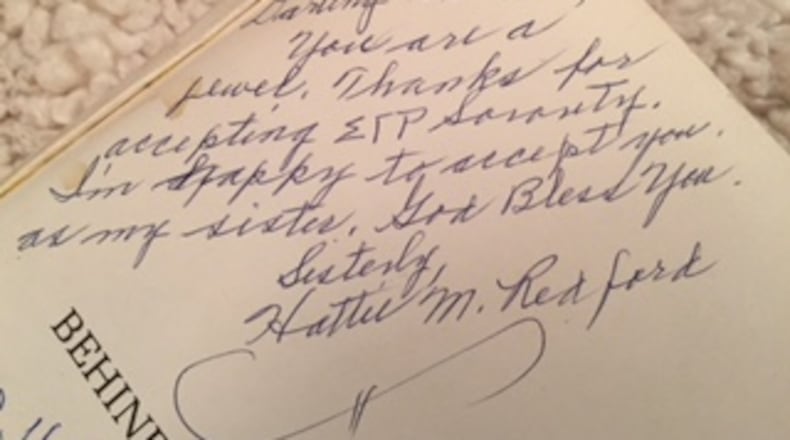 You are a
jewel. Thanks for
accepting ΣΓΡ Sorority.
I'm Happy to accept you.
as my sister. God Bless You.
Sisterly,
Hattie M. Redford
BEHIND